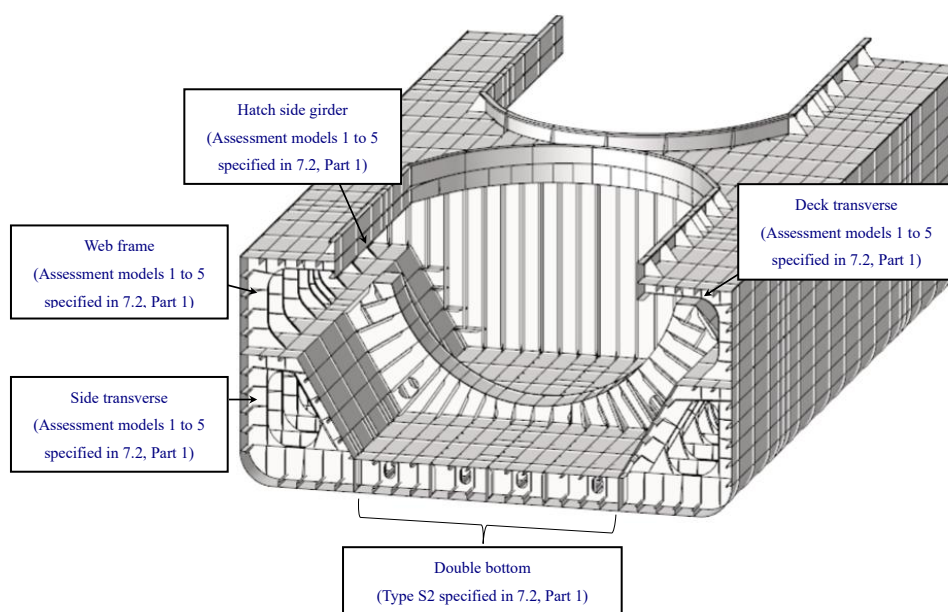 Hatch side girder
(Assessment models 1 to 5
specified in 7.2, Part 1)
Deck transverse
(Assessment models 1 to 5
specified in 7.2, Part 1)
Web frame
(Assessment models 1 to 5
specified in 7.2, Part 1)
Side transverse
(Assessment models 1 to 5
specified in 7.2, Part 1)
Double bottom
(Type S2 specified in 7.2, Part 1)